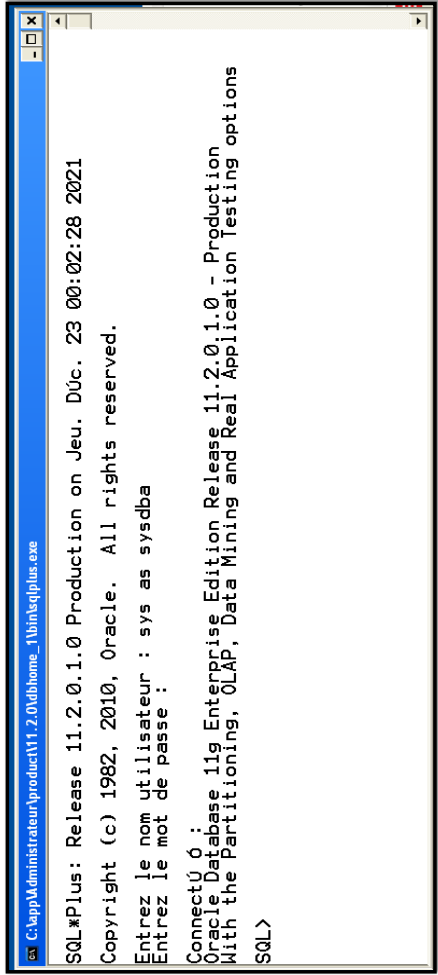 C:\app\Administrateur\product\11.2.0\dbhome_1\bin\sqlplus.exe
SQL*Plus: Release 11.2.0.1.0 Production on Jeu. DÚc. 23 00:02:28 2021
Copyright (c) 1982, 2010, Oracle.  All rights reserved.
Entrez le nom utilisateur : sys as sysdba
Entrez le mot de passe :
ConnectÚ Ó :
Oracle Database 11g Enterprise Edition Release 11.2.0.1.0 - Production
With the Partitioning, OLAP, Data Mining and Real Application Testing options
SQL>